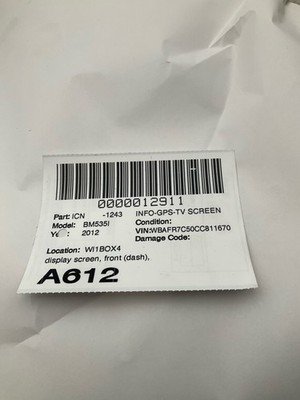 0000012911
Part: ICN -1243 INFO-GPS-TV SCREEN
Model: BM535I Condition:
2012 VIN:WBAFR7C50CC811670
Damage Code:
Location: WI1BOX4
display screen, front (dash),
A612